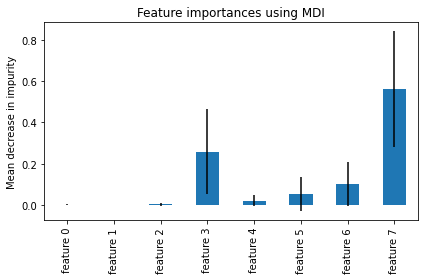 Feature importances using MDI
Mean decrease in impurity
0.8
0.6
0.4
0.2
0.0
feature 0
feature 1
feature 2
feature 3
feature 4
feature 5
feature 6
feature 7